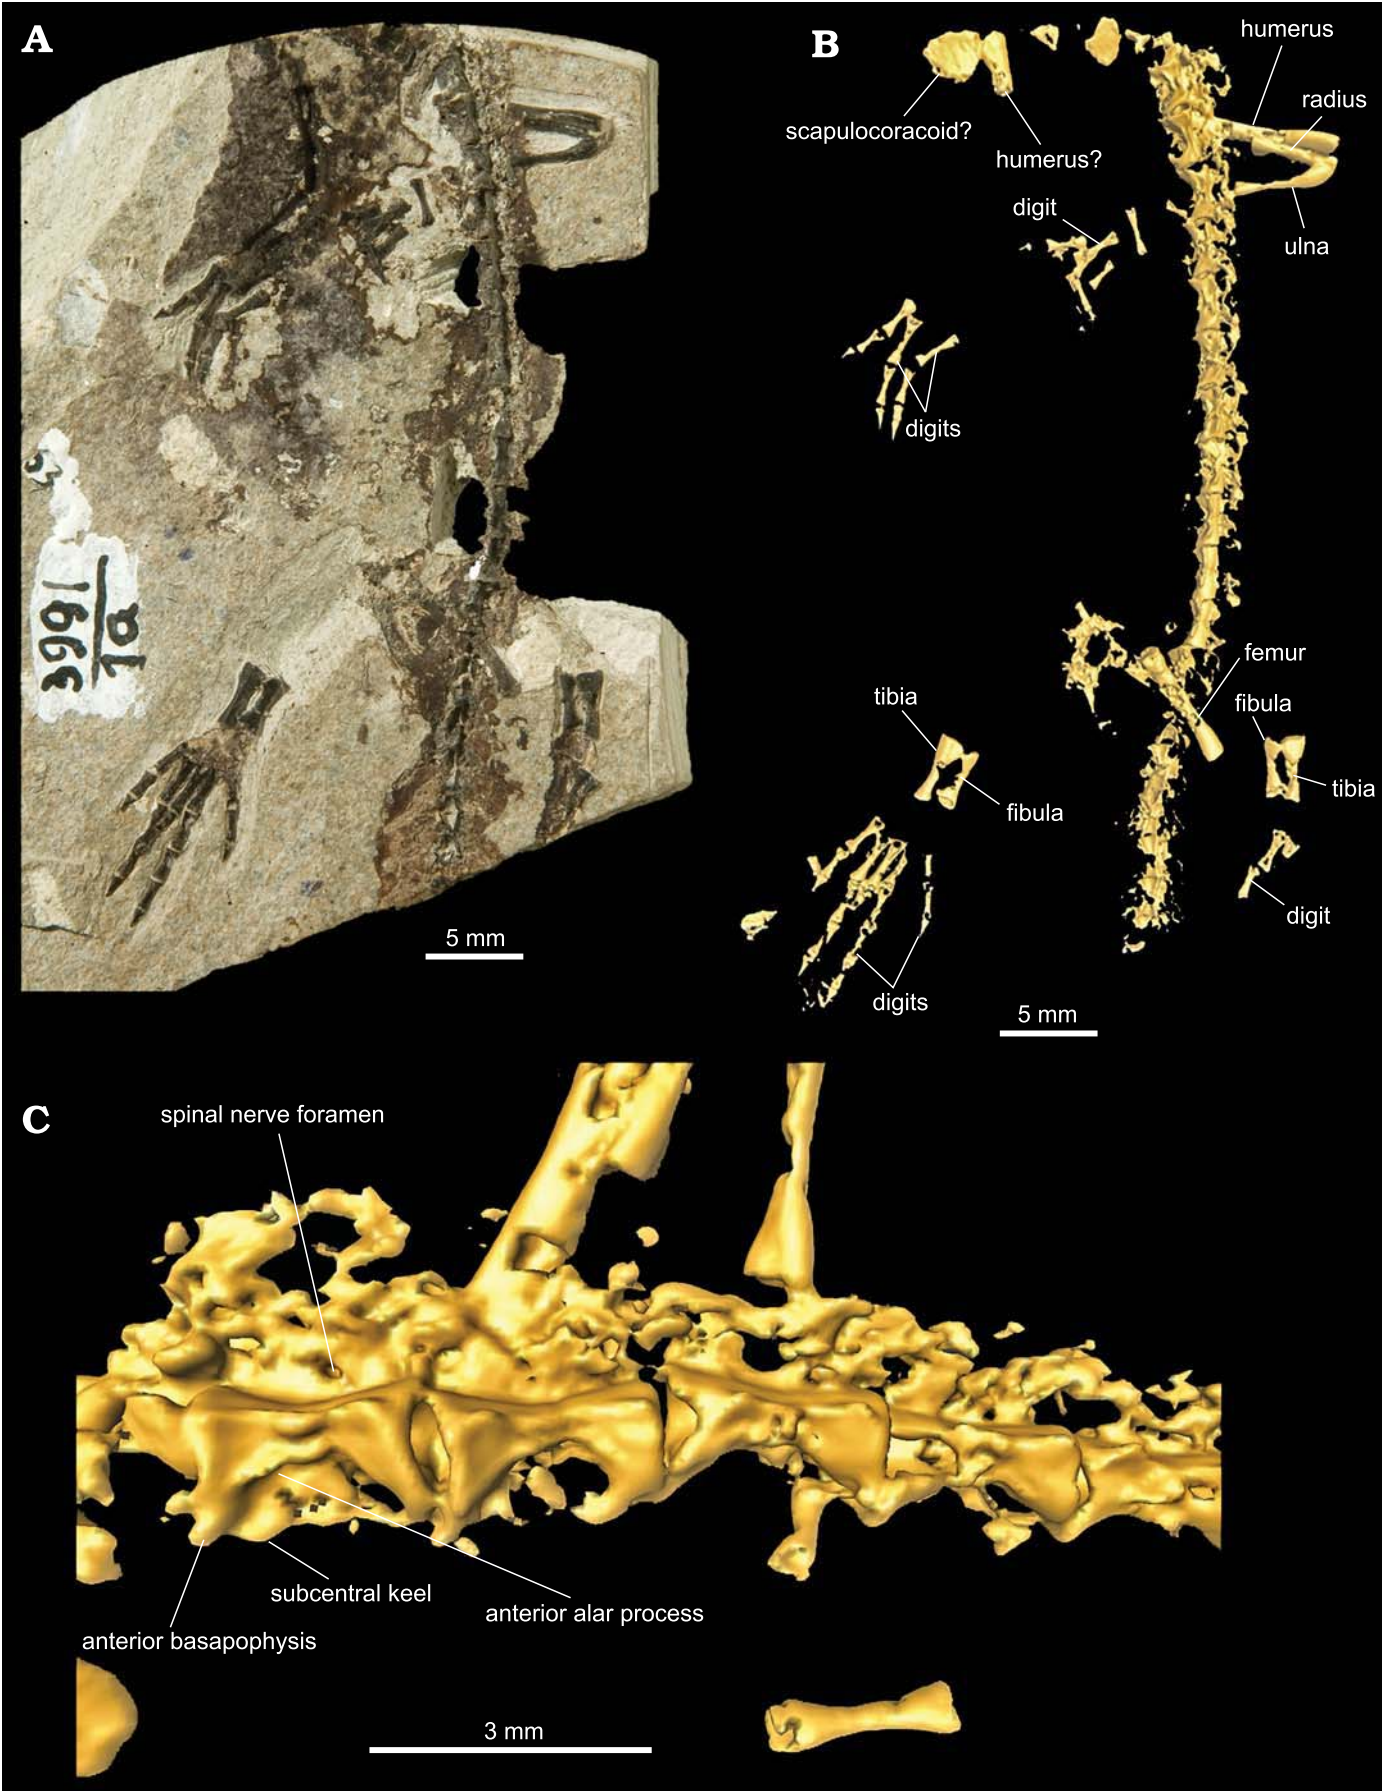 A
3991
1a
5 mm
B
humerus
radius
scapulocoracoid?
humerus?
digit
ulna
digits
femur
tibia
fibula
tibia
fibula
digit
digits
5 mm
C
spinal nerve foramen
subcentral keel
anterior alar process
anterior basapophysis
3 mm